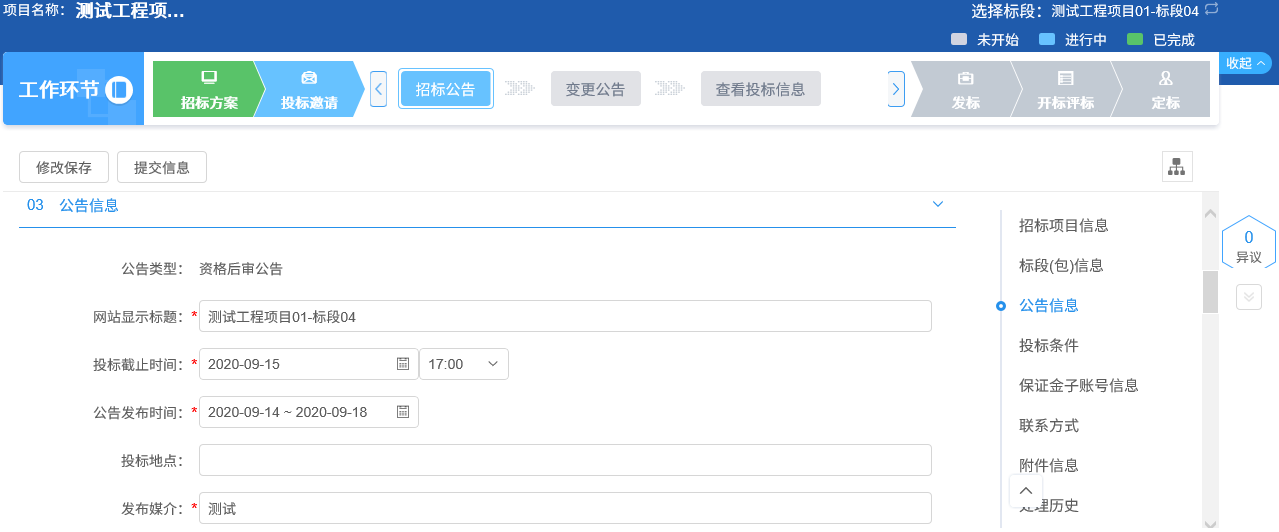 项目名称： 测试工程项...
选择标段： 测试工程项目01-标段04
未开始 进行中 已完成
工作环节
招标方案
投标邀请
招标公告
变更公告
查看投标信息
发标
开标评标
定标
收起
修改保存 提交信息
03 公告信息
公告类型： 资格后审公告
网站显示标题：* 测试工程项目01-标段04
投标截止时间：* 2020-09-15 17:00
公告发布时间：* 2020-09-14 ~ 2020-09-18
投标地点：
发布媒介：* 测试
招标项目信息
标段(包)信息
公告信息
投标条件
保证金子账号信息
联系方式
附件信息
处理历史
0
异议